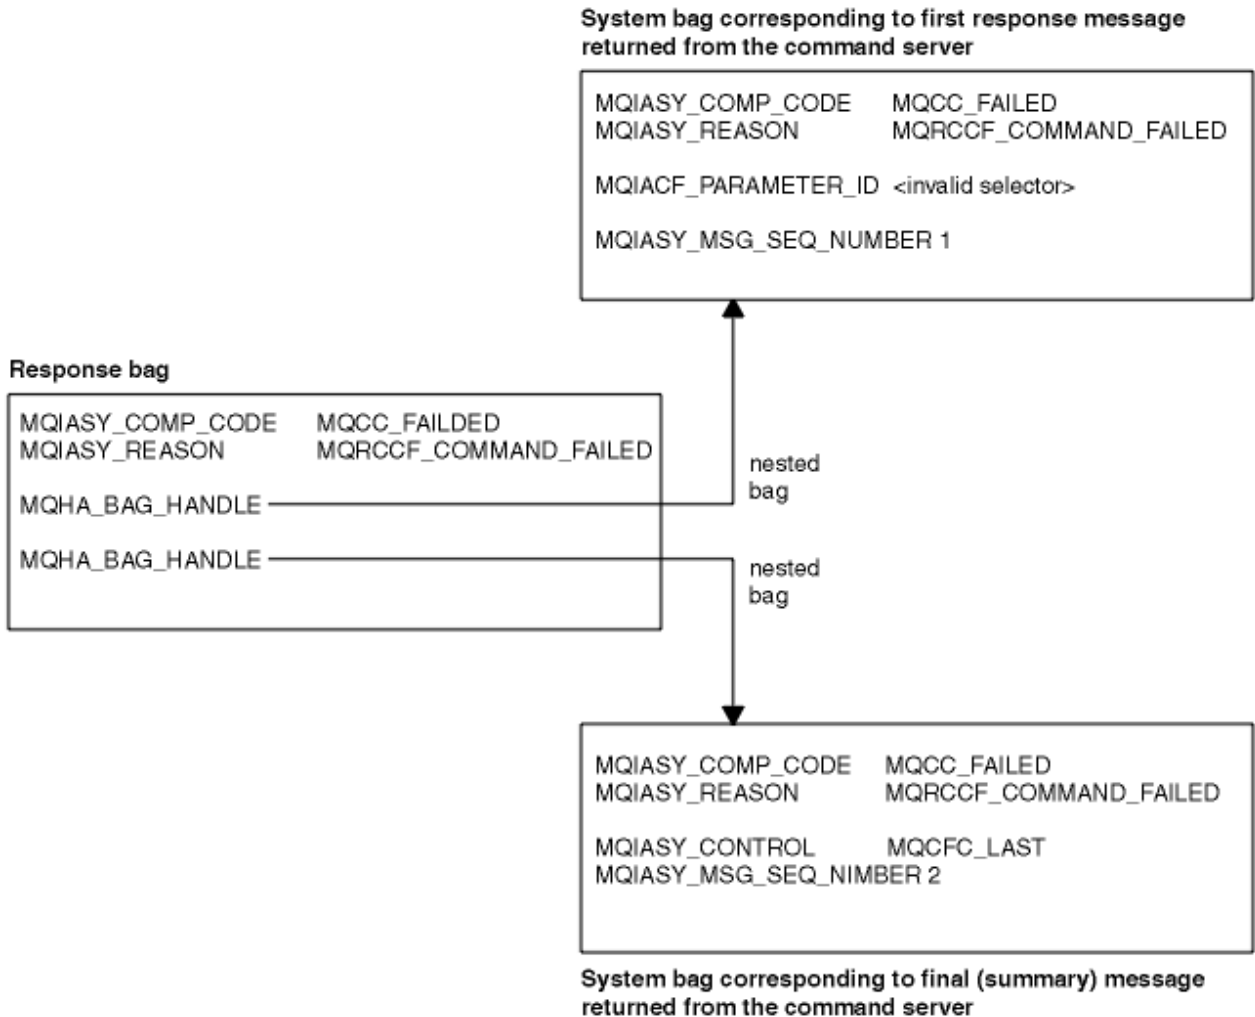 System bag corresponding to first response message
returned from the command server
MQIASY_COMP_CODE MQCC_FAILED
MQIASY_REASON MQRCCF_COMMAND_FAILED
MQIACF_PARAMETER_ID <invalid selector>
MQIASY_MSG_SEQ_NUMBER 1
Response bag
MQIASY_COMP_CODE MQCC_FAILDED
MQIASY_REASON MQRCCF_COMMAND_FAILED
MQHA_BAG_HANDLE
nested
bag
MQHA_BAG_HANDLE
nested
bag
MQIASY_COMP_CODE MQCC_FAILED
MQIASY_REASON MQRCCF_COMMAND_FAILED
MQIASY_CONTROL MQCFC_LAST
MQIASY_MSG_SEQ_NIMBER 2
System bag corresponding to final (summary) message
returned from the command server